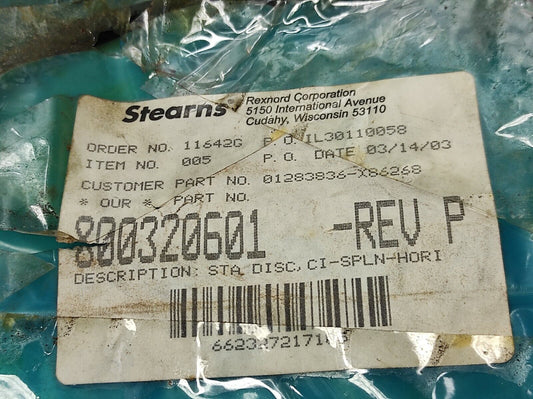 Stearns Rexnord Corporation
5150 International Avenue
Cudahy, Wisconsin 53110
ORDER NO. 11642G P.O. IL30110058
ITEM NO. 005 P.O. DATE 03/14/03
CUSTOMER PART NO. 01283836-X86268
* OUR * PART NO.
800320601 -REV P
DESCRIPTION: STA DISC,CI-SPLN-HORI